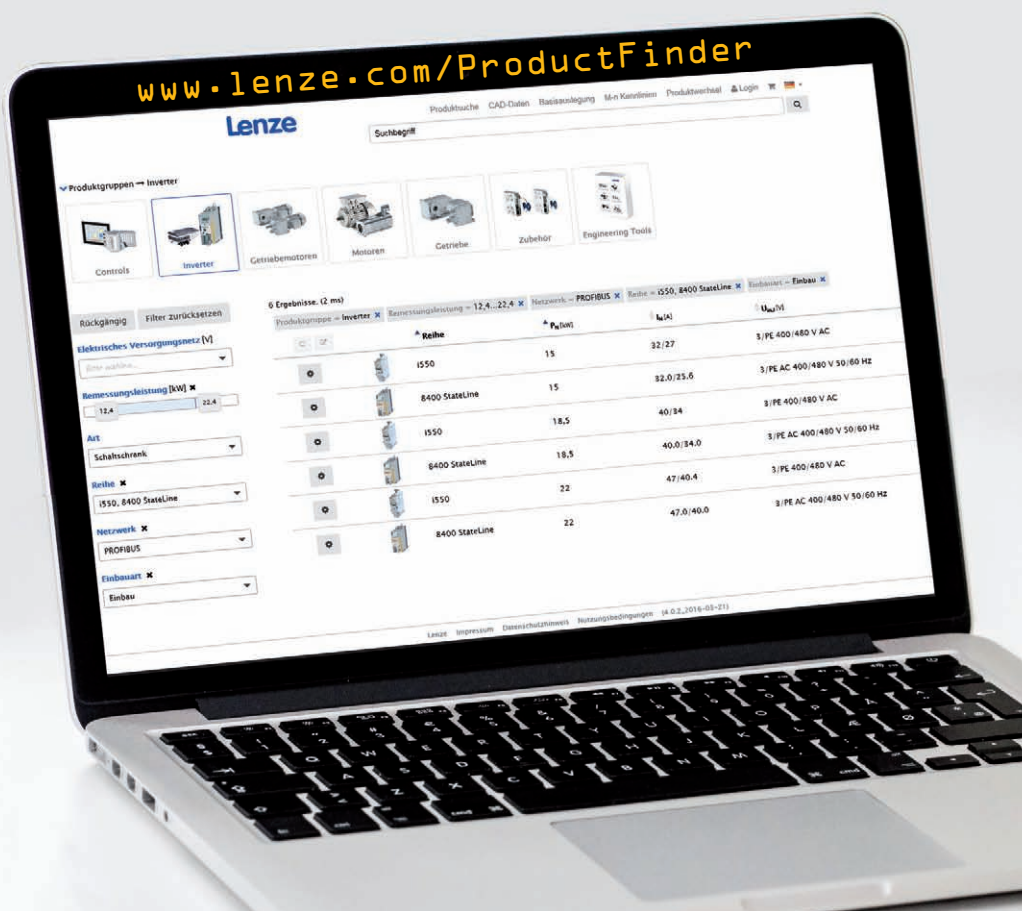 www.lenze.com/ProductFinder
Lenze
Produktsuche CAD-Daten Basisauslegung M-n Kennlinien Produktwechsel Login
Suchbegriff
Produktgruppen → Inverter
Controls
Inverter
Getriebemotoren
Motoren
Getriebe
Zubehör
Engineering Tools
Rückgängig
Filter zurücksetzen
Elektrisches Versorgungsnetz [V]
Bitte wählen...
Bemessungsleistung [kW] ✖
12,4
22,4
Art
Schaltschrank
Reihe ✖
i550, 8400 StateLine
Netzwerk ✖
PROFIBUS
Einbauart ✖
Einbau
6 Ergebnisse. (2 ms)
Produktgruppe = Inverter ✖ Bemessungsleistung = 12,4...22,4 ✖ Netzwerk = PROFIBUS ✖ Reihe = i550, 8400 StateLine ✖ Einbauart = Einbau ✖
Reihe
i550 15 32/27 3/PE 400/480 V AC
8400 StateLine 15 32.0/25.6 3/PE AC 400/480 V 50/60 Hz
i550 18,5 40/34 3/PE 400/480 V AC
8400 StateLine 18,5 40.0/34.0 3/PE AC 400/480 V 50/60 Hz
i550 22 47/40.4 3/PE 400/480 V AC
8400 StateLine 22 47.0/40.0 3/PE AC 400/480 V 50/60 Hz
Lenze Impressum Datenschutzhinweis Nutzungsbedingungen